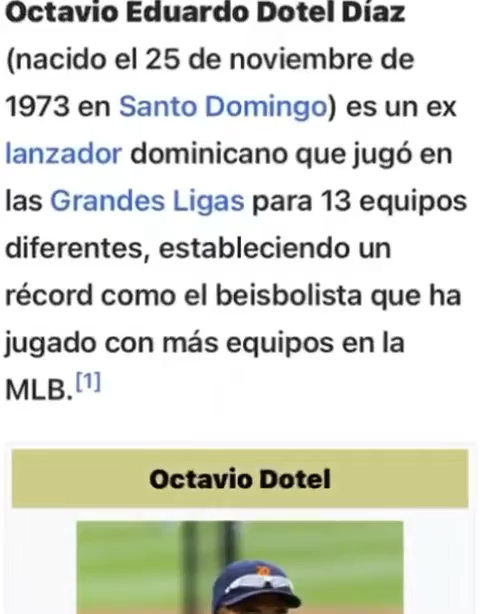 Octavio Eduardo Dotel Díaz
(nacido el 25 de noviembre de
1973 en Santo Domingo) es un ex
lanzador dominicano que jugó en
las Grandes Ligas para 13 equipos
diferentes, estableciendo un
récord como el beisbolista que ha
jugado con más equipos en la
MLB.[1]
Octavio Dotel